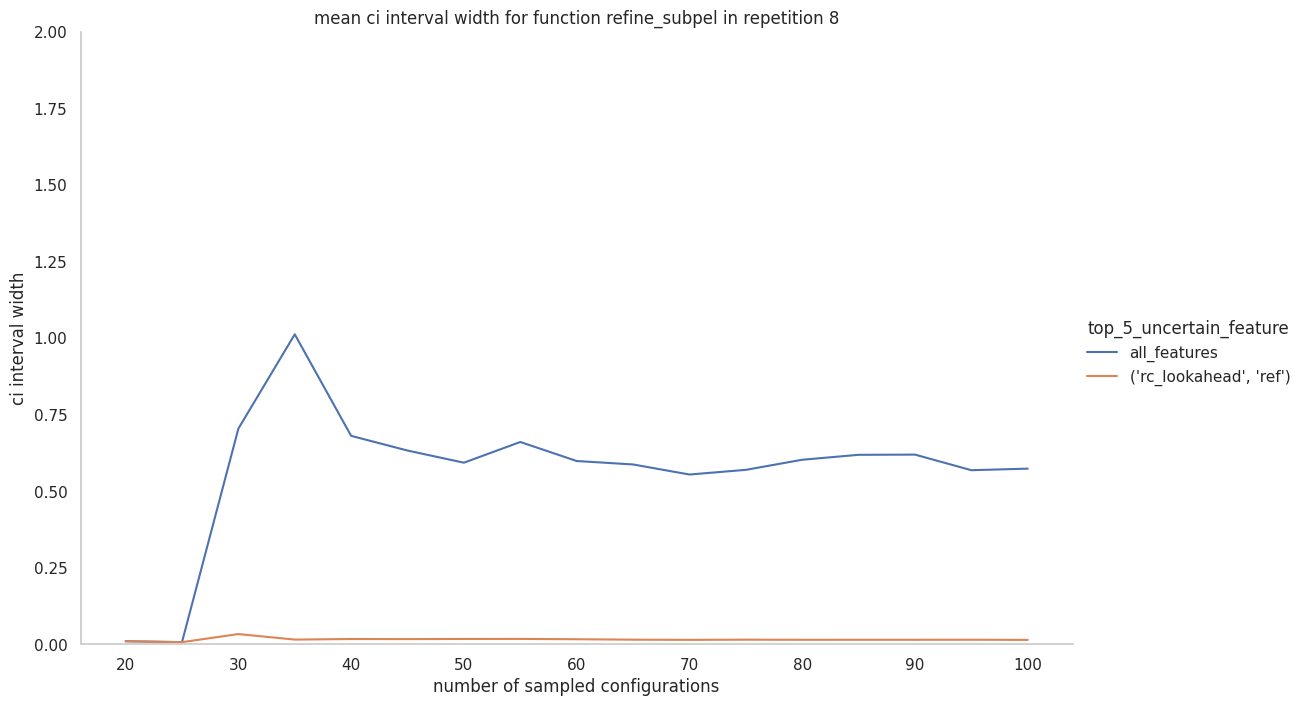 mean ci interval width for function refine_subpel in repetition 8
2.00
1.75
1.50
1.25
1.00
0.75
0.50
0.25
0.00
ci interval width
20 30 40 50 60 70 80 90 100
number of sampled configurations
top_5_uncertain_feature
all_features
('rc_lookahead', 'ref')